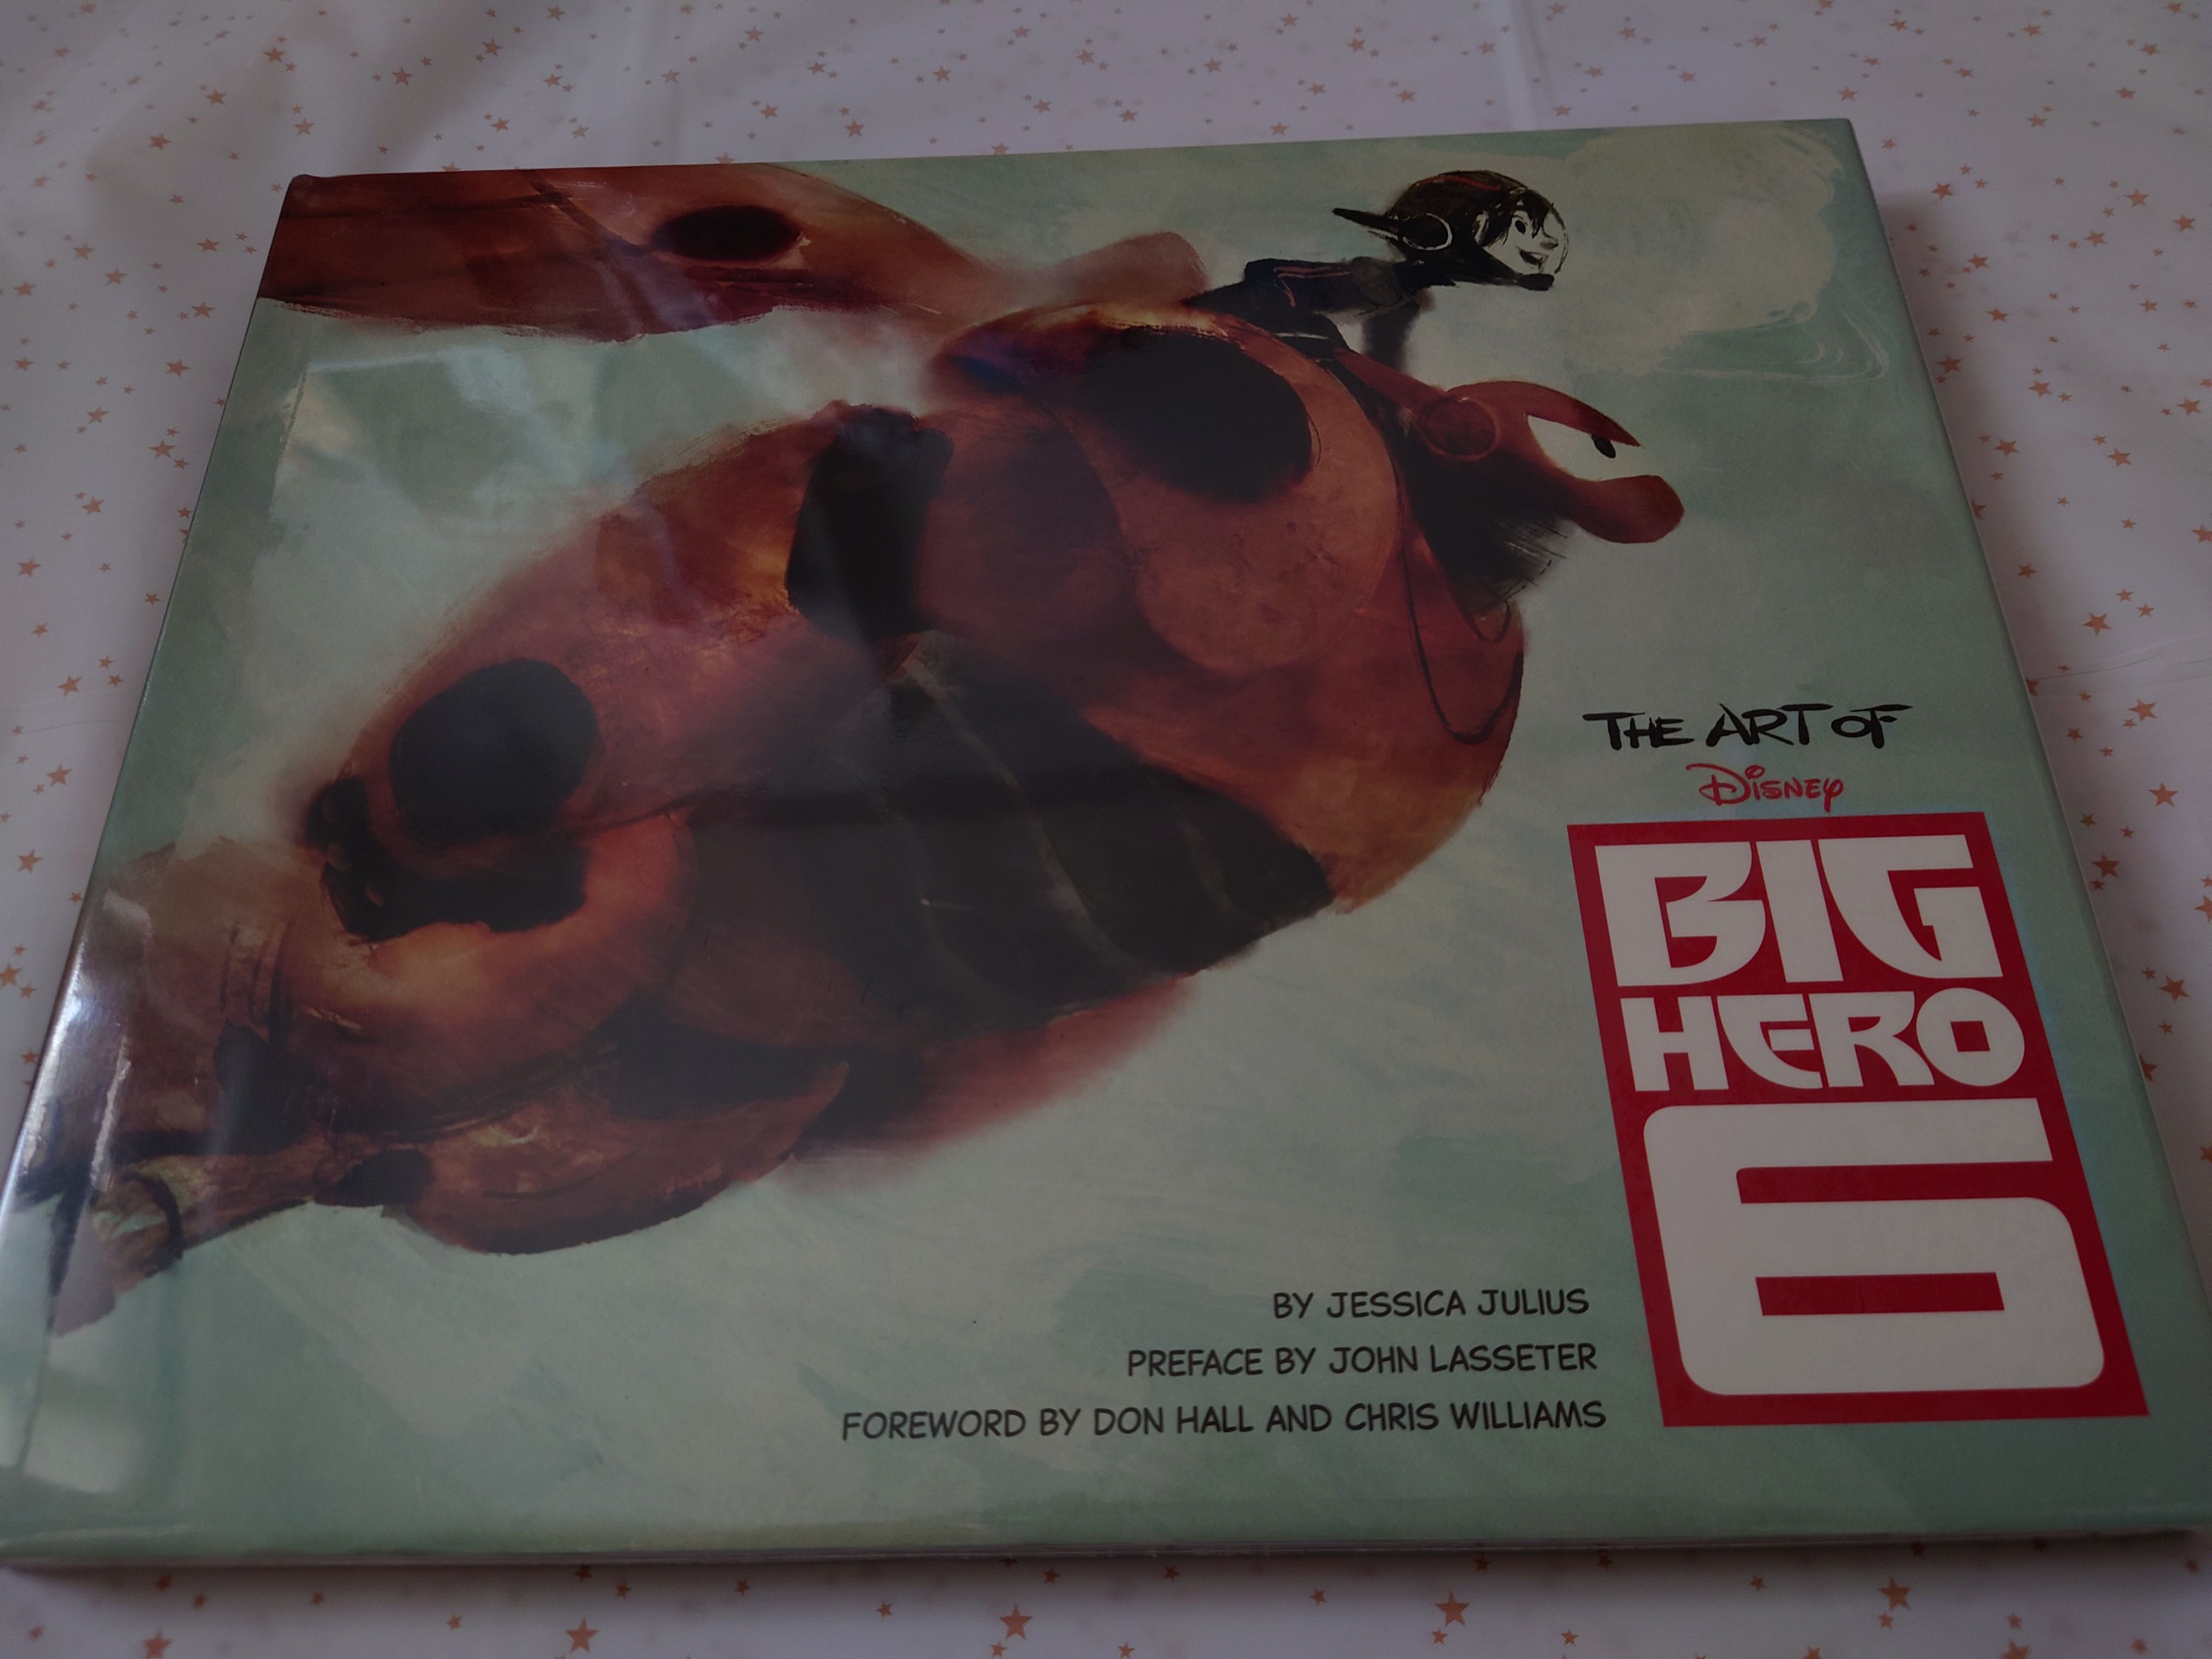 THE ART OF
DISNEY
BIG
HERO
6
BY JESSICA JULIUS
PREFACE BY JOHN LASSETER
FOREWORD BY DON HALL AND CHRIS WILLIAMS